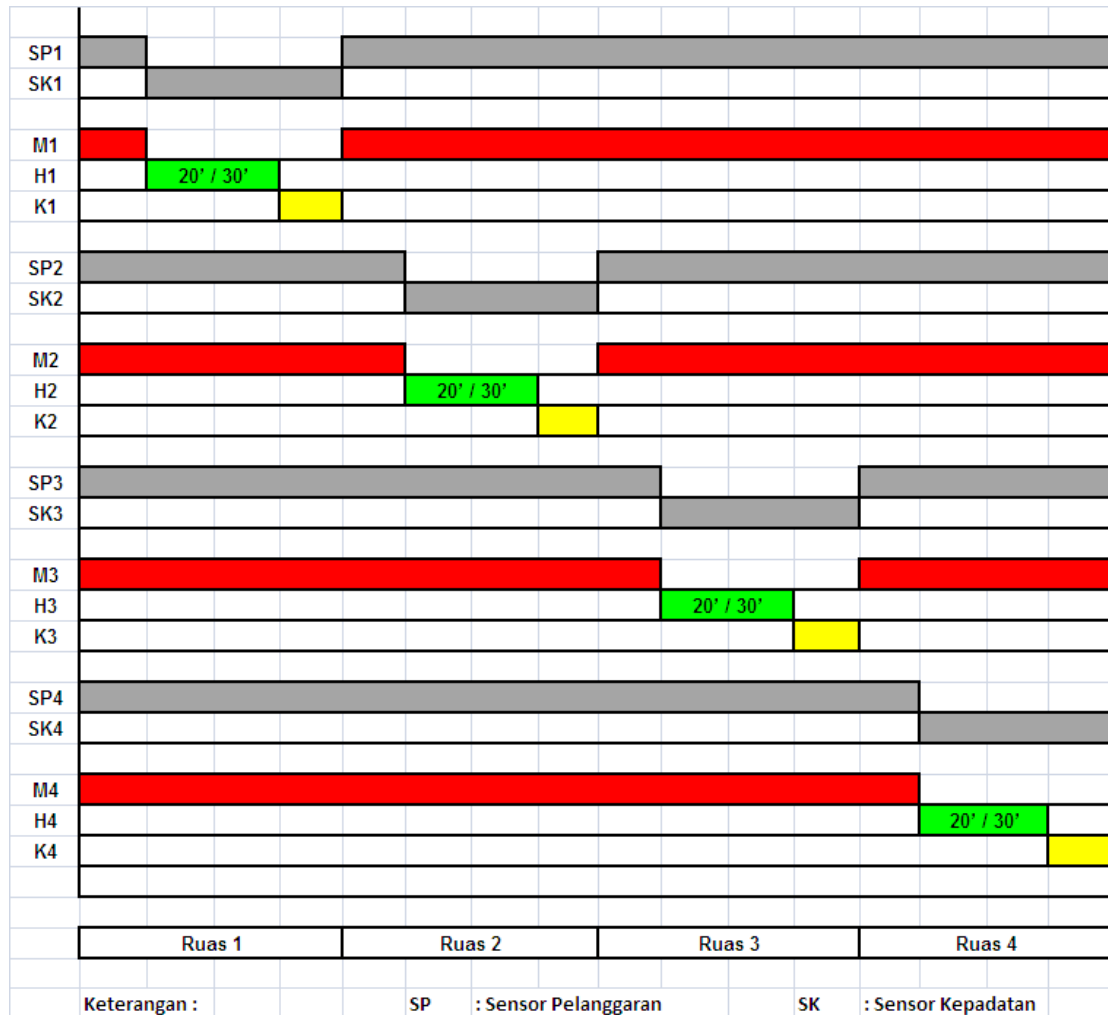 SP1
SK1
M1
H1 20' / 30'
K1
SP2
SK2
M2
H2 20' / 30'
K2
SP3
SK3
M3
H3 20' / 30'
K3
SP4
SK4
M4
H4 20' / 30'
K4
Ruas 1 Ruas 2 Ruas 3 Ruas 4
Keterangan : SP : Sensor Pelanggaran SK : Sensor Kepadatan